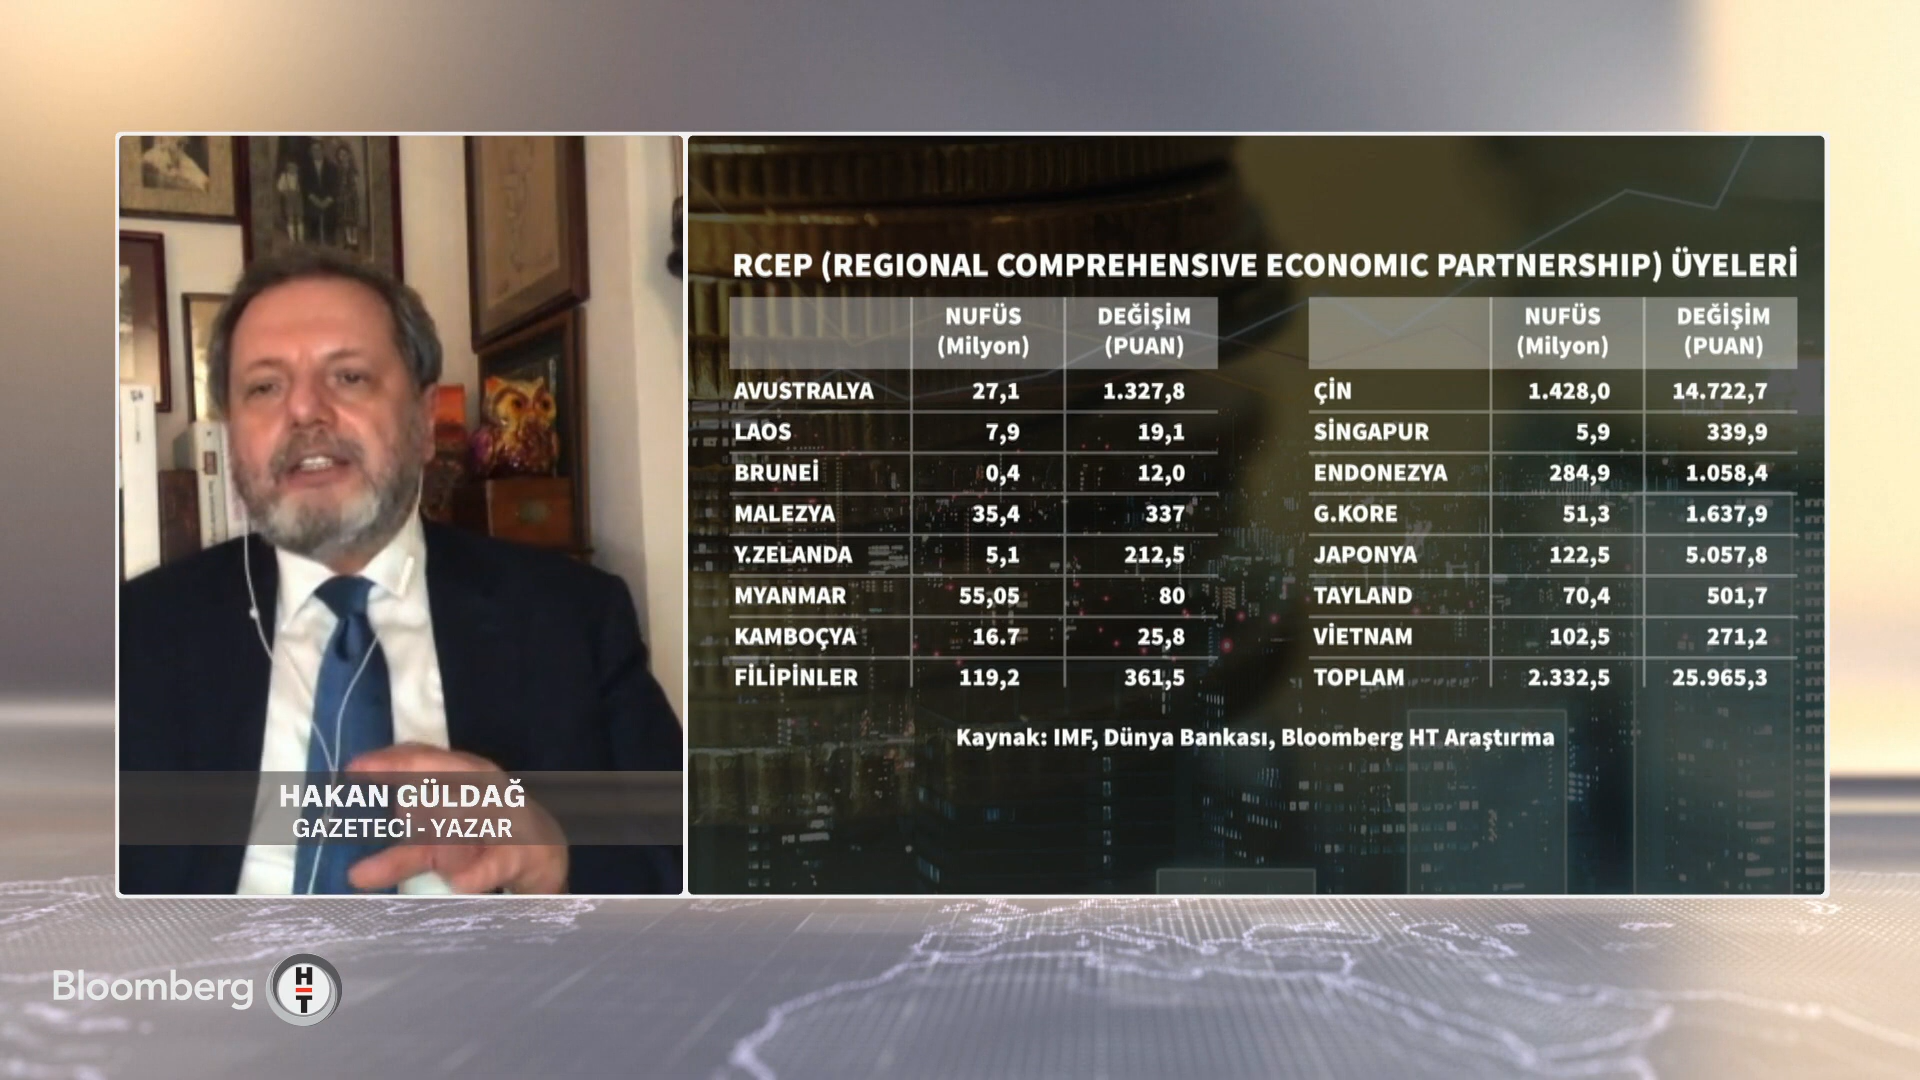 RCEP (REGIONAL COMPREHENSIVE ECONOMIC PARTNERSHIP) ÜYELERİ
NUFÜS (Milyon) DEĞİŞİM (PUAN)
AVUSTRALYA 27,1 1.327,8
LAOS 7,9 19,1
BRUNEİ 0,4 12,0
MALEZYA 35,4 337
Y.ZELANDA 5,1 212,5
MYANMAR 55,05 80
KAMBOÇYA 16.7 25,8
FİLİPİNLER 119,2 361,5
NUFÜS (Milyon) DEĞİŞİM (PUAN)
ÇİN 1.428,0 14.722,7
SİNGAPUR 5,9 339,9
ENDONEZYA 284,9 1.058,4
G.KORE 51,3 1.637,9
JAPONYA 122,5 5.057,8
TAYLAND 70,4 501,7
VİETNAM 102,5 271,2
TOPLAM 2.332,5 25.965,3
Kaynak: IMF, Dünya Bankası, Bloomberg HT Araştırma
HAKAN GÜLDAĞ
GAZETECİ - YAZAR
Bloomberg HT